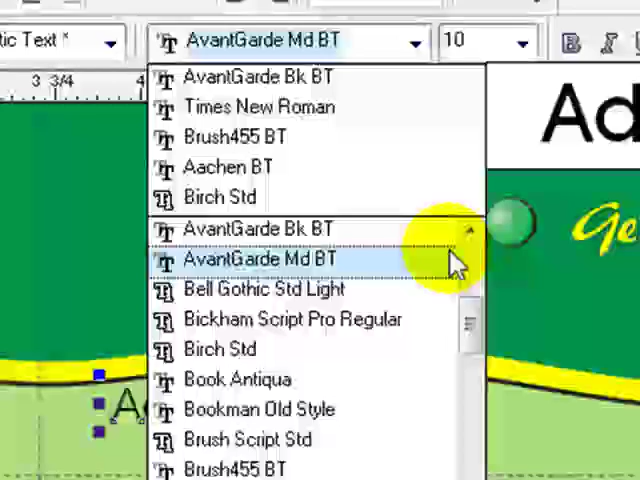 tic Text *
AvantGarde Md BT
10
B
I
3 3/4
4
AvantGarde Bk BT
Times New Roman
Brush455 BT
Aachen BT
Birch Std
AvantGarde Bk BT
AvantGarde Md BT
Bell Gothic Std Light
Bickham Script Pro Regular
Birch Std
Book Antiqua
Bookman Old Style
Brush Script Std
Brush455 BT
Ad
Ge
A